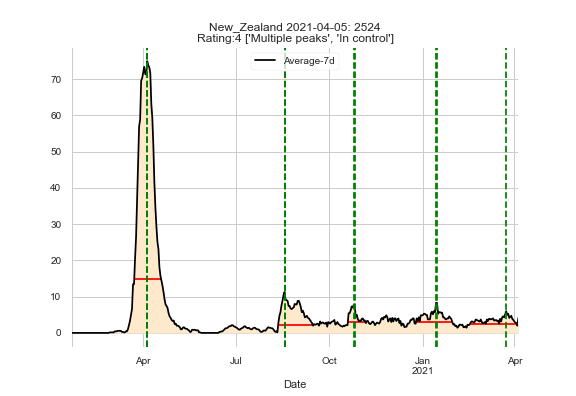 New_Zealand 2021-04-05: 2524
Rating:4 ['Multiple peaks', 'In control']
Average-7d
70
60
50
40
30
20
10
0
Apr Jul Oct Jan Apr
2021
Date